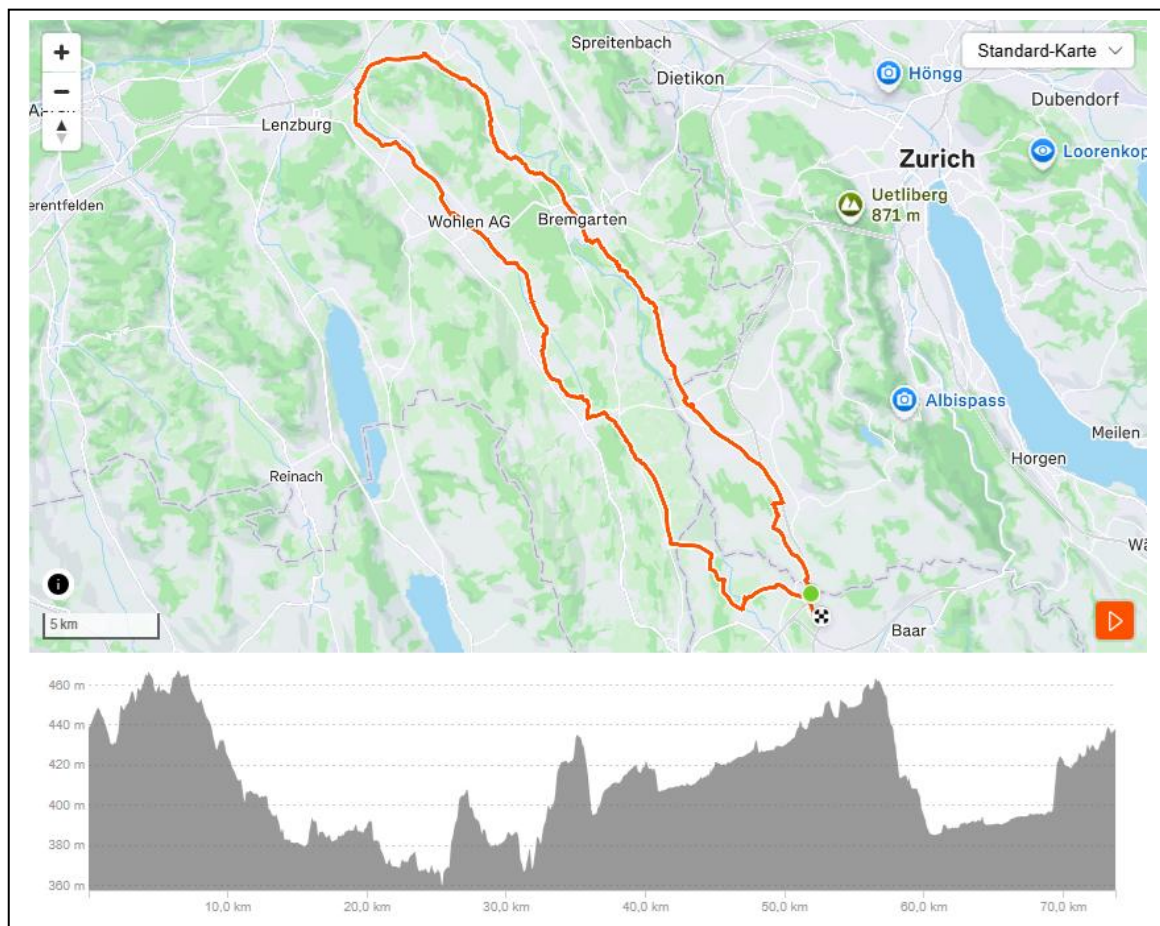 +
Spreitenbach
Standard-Karte
Dietikon
Höngg
−
Dubendorf
Lenzburg
Zurich
Loorenkop
erentfelden
Uetliberg
871 m
Wohlen AG
Bremgarten
Albispass
Meilen
Horgen
Reinach
Wä
i
5 km
Baar
460 m
440 m
420 m
400 m
380 m
360 m
10,0 km
20,0 km
30,0 km
40,0 km
50,0 km
60,0 km
70,0 km